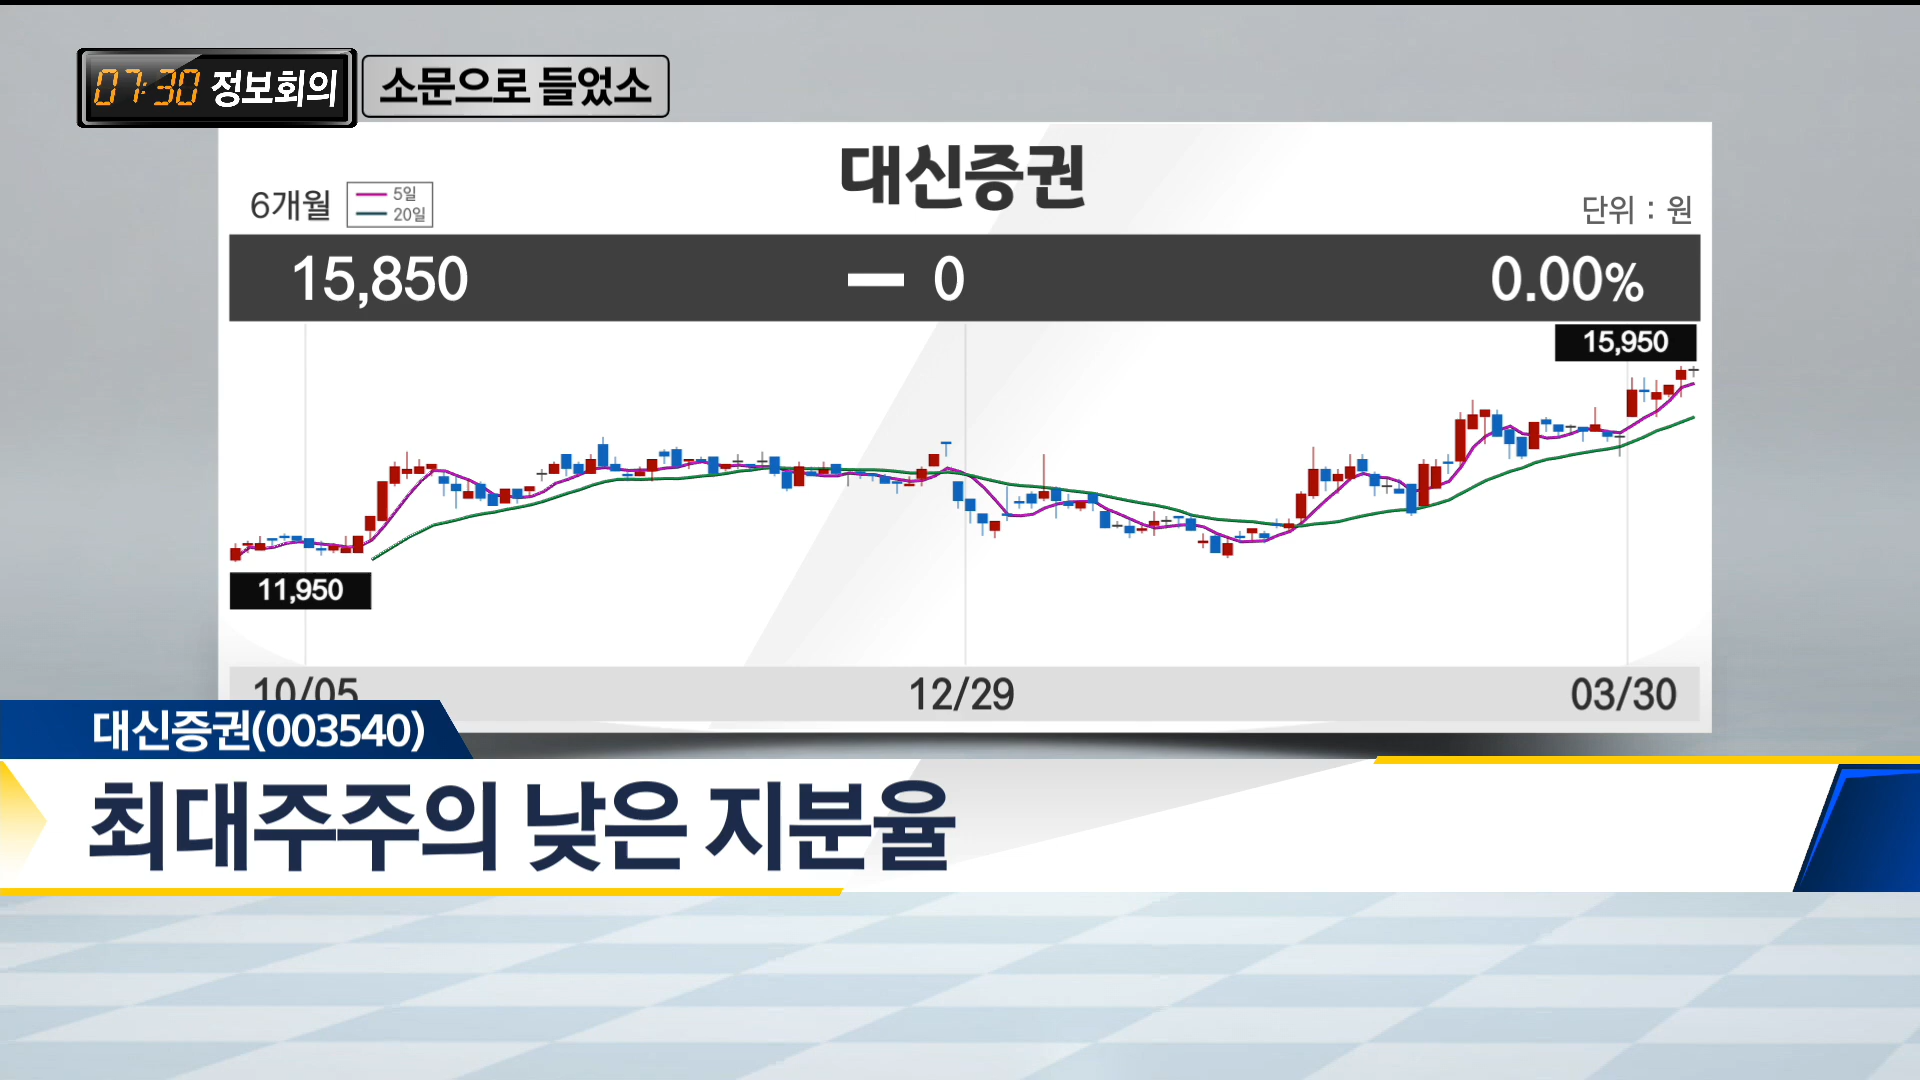 07:30 정보회의
소문으로 들었소
대신증권
6개월
5일
20일
단위 : 원
15,850 0 0.00%
15,950
11,950
10/05 12/29 03/30
대신증권(003540)
최대주주의 낮은 지분율